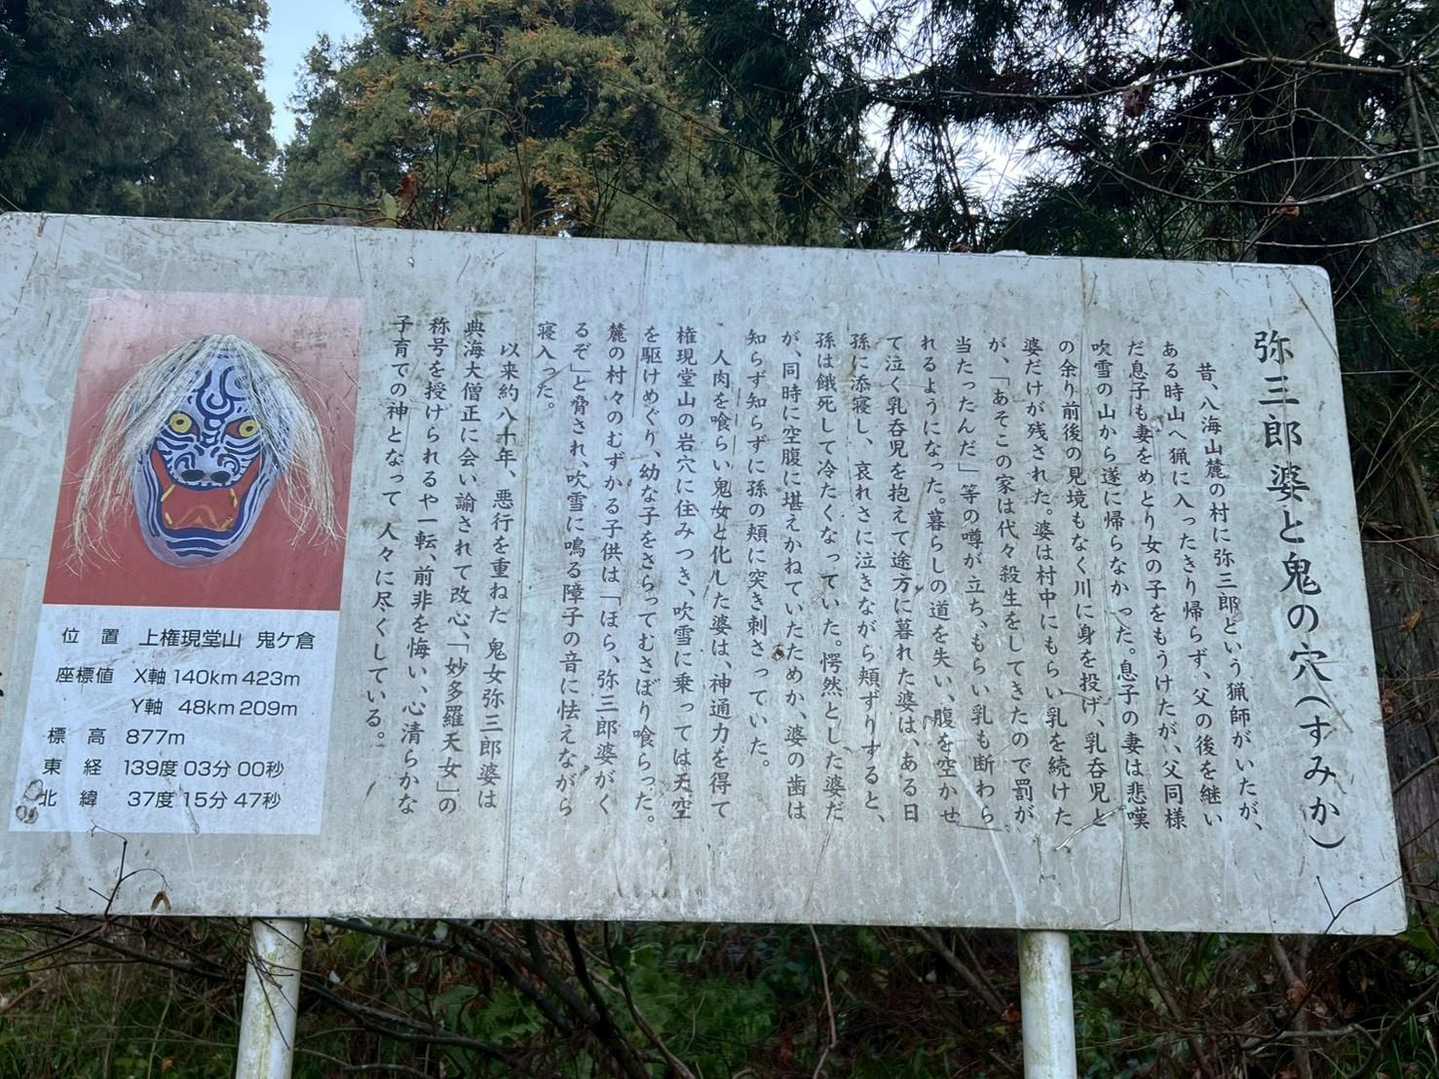 弥三郎婆と鬼の穴(すみか)
昔、八海山麓の村に弥三郎という猟師がいたが、
ある時山へ猟に入ったきり帰らず、父の後を継い
だ息子も妻をめとり女の子をもうけたが、父同様
吹雪の山から遂に帰らなかった。息子の妻は悲嘆
の余り前後の見境もなく川に身を投げ、乳呑児と
婆だけが残された。婆は村中にもらい乳を続けた
が、「あそこの家は代々殺生をしてきたので罰が
当たったんだ」等の噂が立ち、もらい乳も断わら
れるようになった。暮らしの道を失い、腹を空かせ
て泣く乳呑児を抱えて途方に暮れた婆は、ある日
孫に添寝し、哀れさに泣きながら頬ずりすると、
孫は餓死して冷たくなっていた。愕然とした婆だ
が、同時に空腹に堪えかねていたためか、婆の歯は
知らず知らずに孫の頬に突き刺さっていた。
人肉を喰らい鬼女と化した婆は、神通力を得て
権現堂山の岩穴に住みつき、吹雪に乗っては天空
を駆けめぐり、幼な子をさらってむさぼり喰らった。
麓の村々のむずかる子供は「ほら、弥三郎婆がく
るぞ」と脅され、吹雪に鳴る障子の音に怯えながら
寝入った。
以来約八十年、悪行を重ねた 鬼女弥三郎婆は
典海大僧正に会い諭されて改心、「妙多羅天女」の
称号を授けられるや一転、前非を悔い、心清らかな
子育ての神となって 人々に尽くしている。
位 置 上権現堂山 鬼ケ倉
座標値 X軸 140km 423m
Y軸 48km 209m
標 高 877m
東 経 139度 03分 00秒
北 緯 37度 15分 47秒